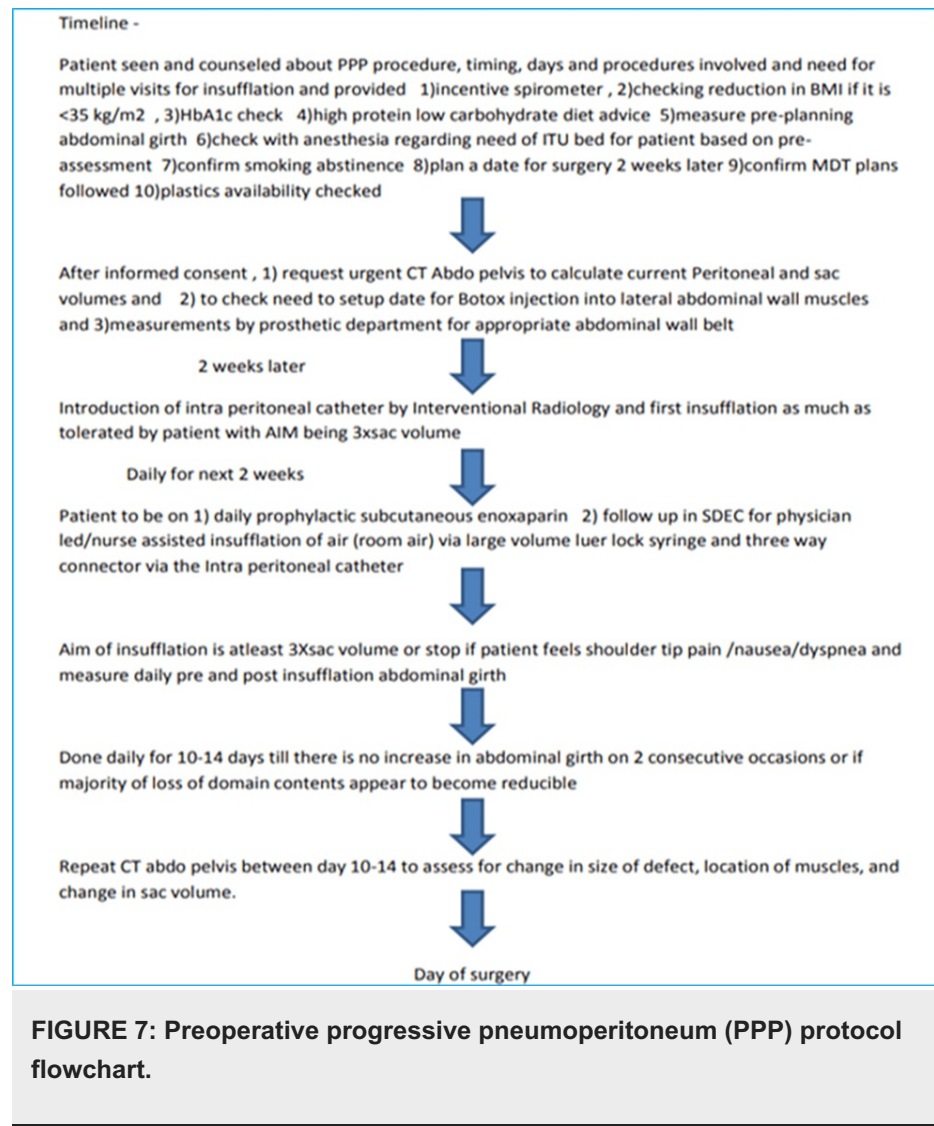 Timeline -
Patient seen and counseled about PPP procedure, timing, days and procedures involved and need for
multiple visits for insufflation and provided 1)incentive spirometer , 2)checking reduction in BMI if it is
<35 kg/m2 , 3)HbA1c check 4)high protein low carbohydrate diet advice 5)measure pre-planning
abdominal girth 6)check with anesthesia regarding need of ITU bed for patient based on pre-
assessment 7)confirm smoking abstinence 8)plan a date for surgery 2 weeks later 9)confirm MDT plans
followed 10)plastics availability checked
After informed consent , 1) request urgent CT Abdo pelvis to calculate current Peritoneal and sac
volumes and 2) to check need to setup date for Botox injection into lateral abdominal wall muscles
and 3)measurements by prosthetic department for appropriate abdominal wall belt
2 weeks later
Introduction of intra peritoneal catheter by Interventional Radiology and first insufflation as much as
tolerated by patient with AIM being 3xsac volume
Daily for next 2 weeks
Patient to be on 1) daily prophylactic subcutaneous enoxaparin 2) follow up in SDEC for physician
led/nurse assisted insufflation of air (room air) via large volume luer lock syringe and three way
connector via the Intra peritoneal catheter
Aim of insufflation is atleast 3Xsac volume or stop if patient feels shoulder tip pain /nausea/dyspnea and
measure daily pre and post insufflation abdominal girth
Done daily for 10-14 days till there is no increase in abdominal girth on 2 consecutive occasions or if
majority of loss of domain contents appear to become reducible
Repeat CT abdo pelvis between day 10-14 to assess for change in size of defect, location of muscles, and
change in sac volume.
Day of surgery
FIGURE 7: Preoperative progressive pneumoperitoneum (PPP) protocol
flowchart.